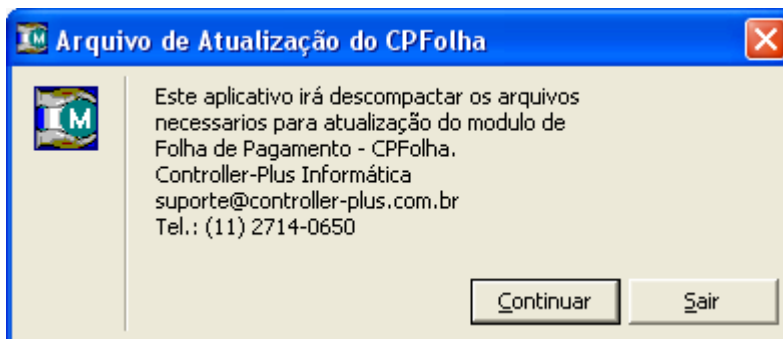 Arquivo de Atualização do CPFolha
Este aplicativo irá descompactar os arquivos
necessarios para atualização do modulo de
Folha de Pagamento - CPFolha.
Controller-Plus Informática
suporte@controller-plus.com.br
Tel.: (11) 2714-0650
Continuar
Sair